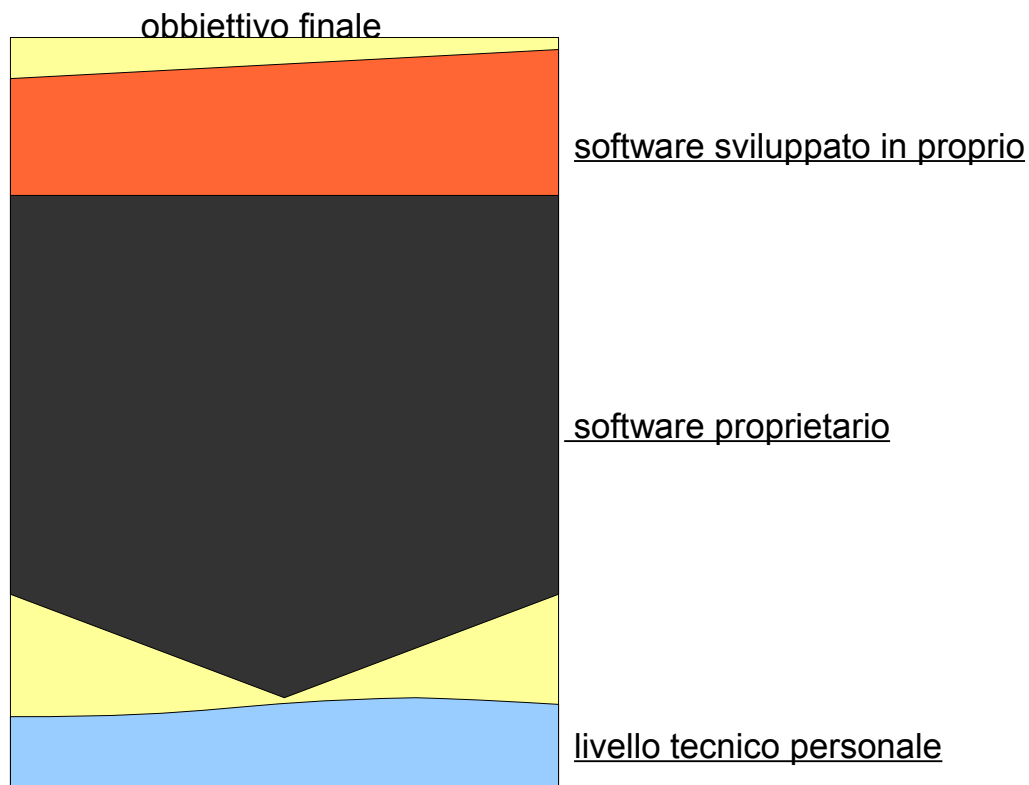 obbiettivo finale
software sviluppato in proprio
software proprietario
livello tecnico personale